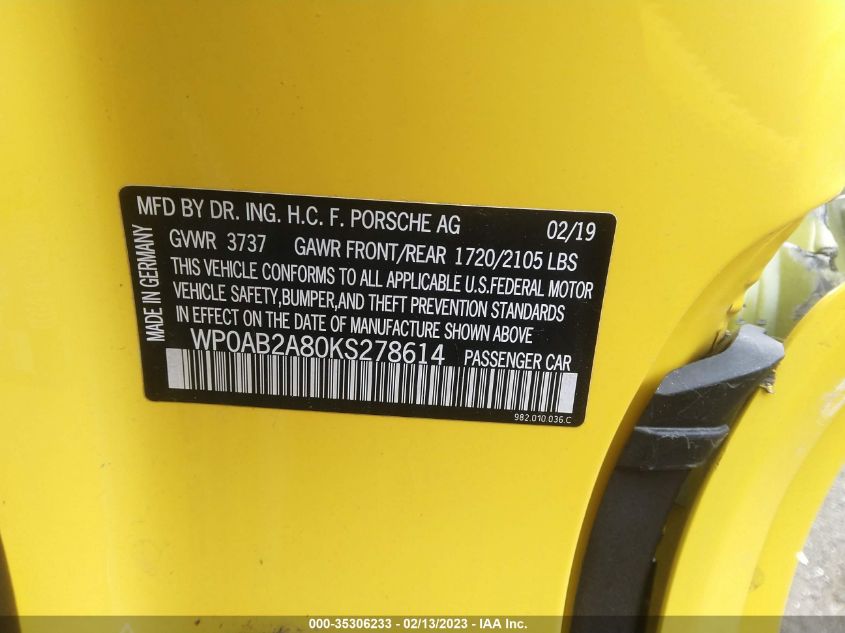 MFD BY DR. ING. H.C. F. PORSCHE AG 02/19
GVWR 3737 GAWR FRONT/REAR 1720/2105 LBS
THIS VEHICLE CONFORMS TO ALL APPLICABLE U.S.FEDERAL MOTOR
VEHICLE SAFETY,BUMPER,AND THEFT PREVENTION STANDARDS
IN EFFECT ON THE DATE OF MANUFACTURE SHOWN ABOVE
WP0AB2A80KS278614 PASSENGER CAR
982.010.036.C
MADE IN GERMANY
000-35306233 - 02/13/2023 - IAA Inc.